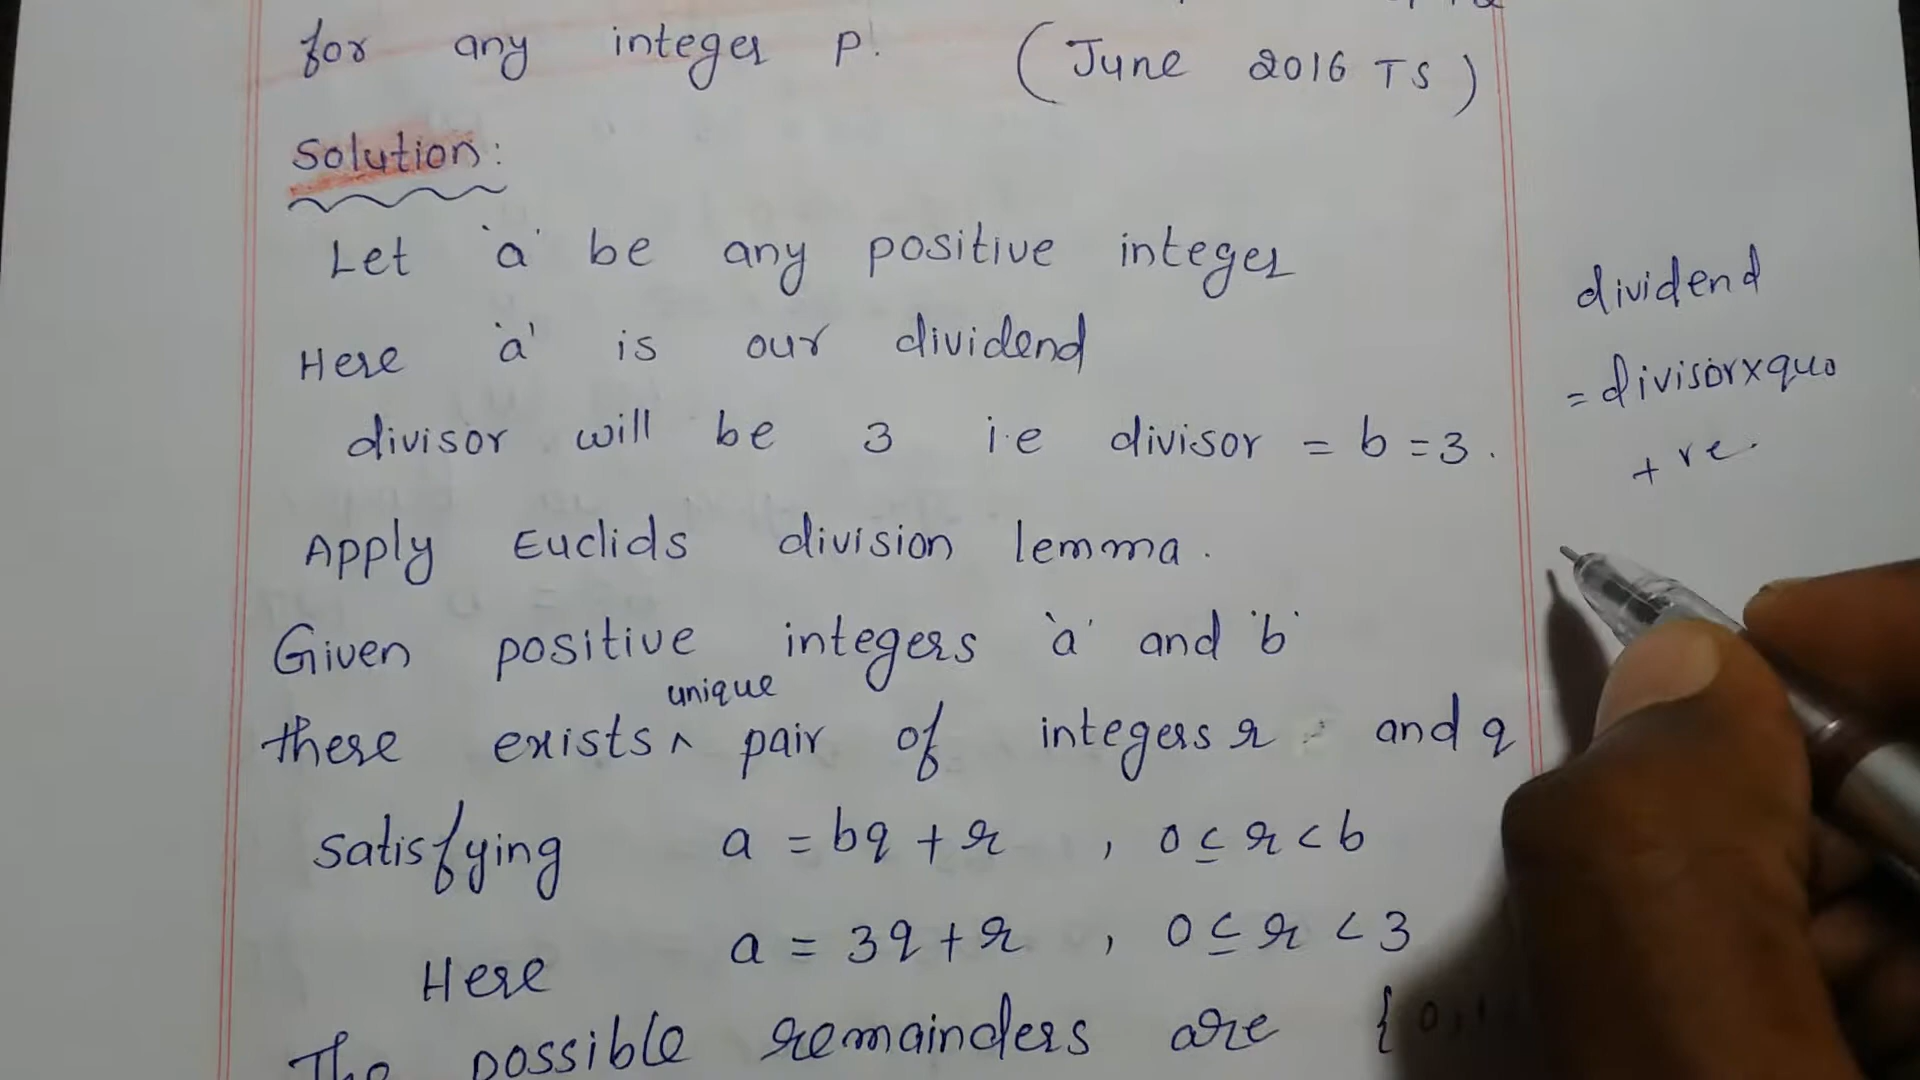 for any integer p. (June 2016 TS)
Solution:
Let 'a' be any positive integer
Here 'a' is our dividend
divisor will be 3 i.e divisor = b = 3.
Apply Euclids division lemma.
Given positive integers 'a' and 'b'
unique
there exists ^ pair of integers r and q
satisfying a = bq + r , 0 ≤ r < b
Here a = 3q + r , 0 ≤ r < 3
The possible remainders are {0,
dividend
= divisor x quo
+ re